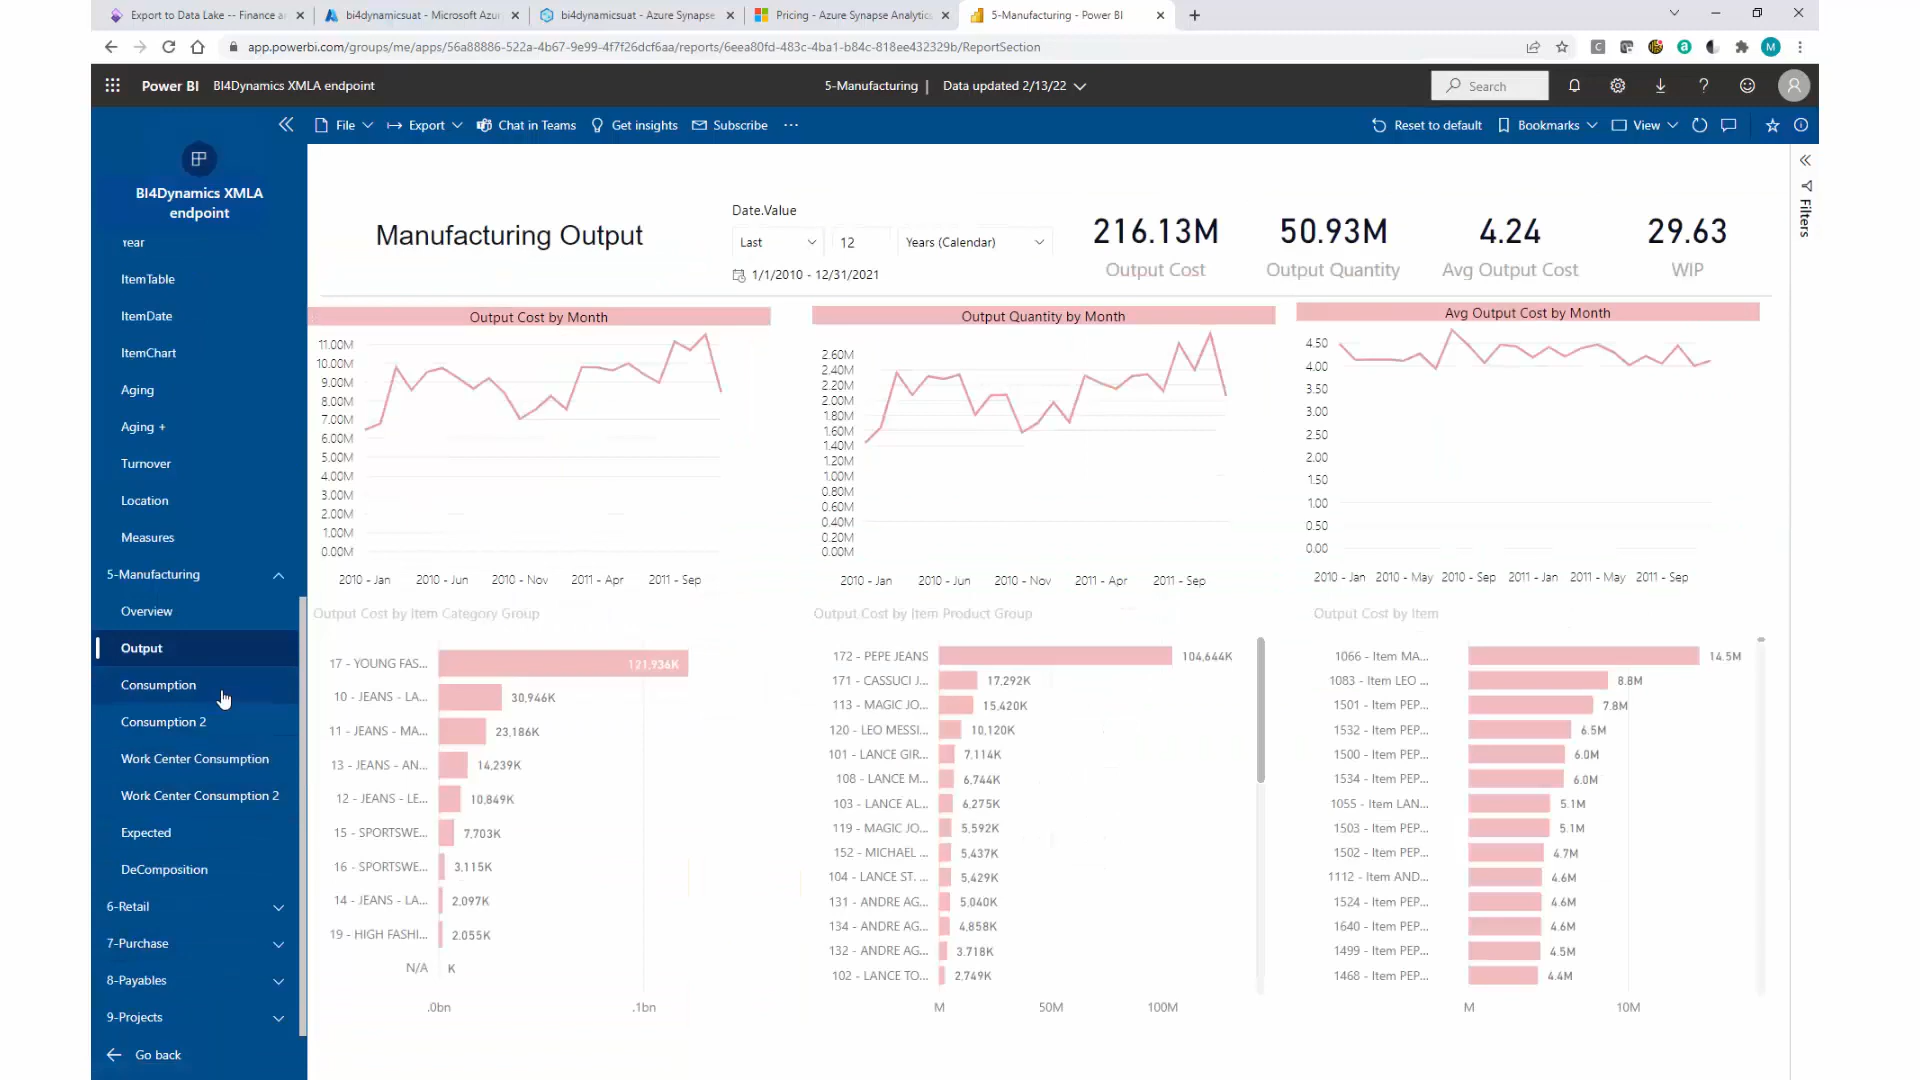 Export to Data Lake -- Finance a
bi4dynamicsuat - Microsoft Azur
bi4dynamicsuat - Azure Synapse
Pricing - Azure Synapse Analytics
5-Manufacturing - Power BI
app.powerbi.com/groups/me/apps/56a88886-522a-4b67-9e99-4f7f26dcf6aa/reports/6eea80fd-483c-4ba1-b84c-818ee432329b/ReportSection
Power BI BI4Dynamics XMLA endpoint
5-Manufacturing | Data updated 2/13/22
Search
File Export Chat in Teams Get insights Subscribe ...
Reset to default Bookmarks View
BI4Dynamics XMLA
endpoint
Year
ItemTable
ItemDate
ItemChart
Aging
Aging +
Turnover
Location
Measures
5-Manufacturing
Overview
Output
Consumption
Consumption 2
Work Center Consumption
Work Center Consumption 2
Expected
DeComposition
6-Retail
7-Purchase
8-Payables
9-Projects
Go back
Filters
Manufacturing Output
Date.Value
Last 12 Years (Calendar)
1/1/2010 - 12/31/2021
216.13M
Output Cost
50.93M
Output Quantity
4.24
Avg Output Cost
29.63
WIP
Output Cost by Month
11.00M
10.00M
9.00M
8.00M
7.00M
6.00M
5.00M
4.00M
3.00M
2.00M
1.00M
0.00M
2010 - Jan 2010 - Jun 2010 - Nov 2011 - Apr 2011 - Sep
Output Quantity by Month
2.60M
2.40M
2.20M
2.00M
1.80M
1.60M
1.40M
1.20M
1.00M
0.80M
0.60M
0.40M
0.20M
0.00M
2010 - Jan 2010 - Jun 2010 - Nov 2011 - Apr 2011 - Sep
Avg Output Cost by Month
4.50
4.00
3.50
3.00
2.50
2.00
1.50
1.00
0.50
0.00
2010 - Jan 2010 - May 2010 - Sep 2011 - Jan 2011 - May 2011 - Sep
Output Cost by Item Category Group
17 - YOUNG FAS...
10 - JEANS - LA... 30,946K
11 - JEANS - MA... 23,186K
13 - JEANS - AN... 14,239K
12 - JEANS - LE... 10,849K
15 - SPORTSWE... 7,703K
16 - SPORTSWE... 3,115K
14 - JEANS - LA... 2,097K
19 - HIGH FASHI... 2,055K
N/A K
.0bn .1bn
Output Cost by Item Product Group
172 - PEPE JEANS 104,644K
171 - CASSUCI J... 17,292K
113 - MAGIC JO... 15,420K
120 - LEO MESSI... 10,120K
101 - LANCE GIR... 7,114K
108 - LANCE M... 6,744K
103 - LANCE AL... 6,275K
119 - MAGIC JO... 5,592K
152 - MICHAEL ... 5,437K
104 - LANCE ST. ... 5,429K
131 - ANDRE AG... 5,040K
134 - ANDRE AG... 4,858K
132 - ANDRE AG... 3,718K
102 - LANCE TO... 2,749K
M 50M 100M
Output Cost by Item
1066 - Item MA... 14.5M
1083 - Item LEO ... 8.8M
1501 - Item PEP... 7.8M
1532 - Item PEP... 6.5M
1500 - Item PEP... 6.0M
1534 - Item PEP... 6.0M
1055 - Item LAN... 5.1M
1503 - Item PEP... 5.1M
1502 - Item PEP... 4.7M
1112 - Item AND... 4.6M
1524 - Item PEP... 4.6M
1640 - Item PEP... 4.6M
1499 - Item PEP... 4.5M
1468 - Item PEP... 4.4M
M 10M